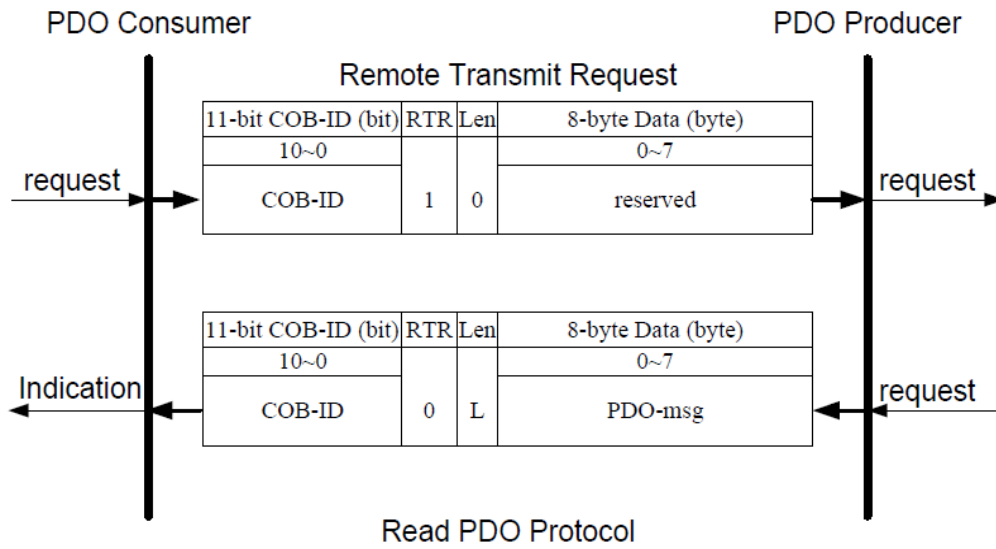 PDO Consumer PDO Producer
Remote Transmit Request
11-bit COB-ID (bit) RTR Len 8-byte Data (byte)
10~0 0~7
request COB-ID 1 0 reserved request
11-bit COB-ID (bit) RTR Len 8-byte Data (byte)
10~0 0~7
Indication COB-ID 0 L PDO-msg request
Read PDO Protocol